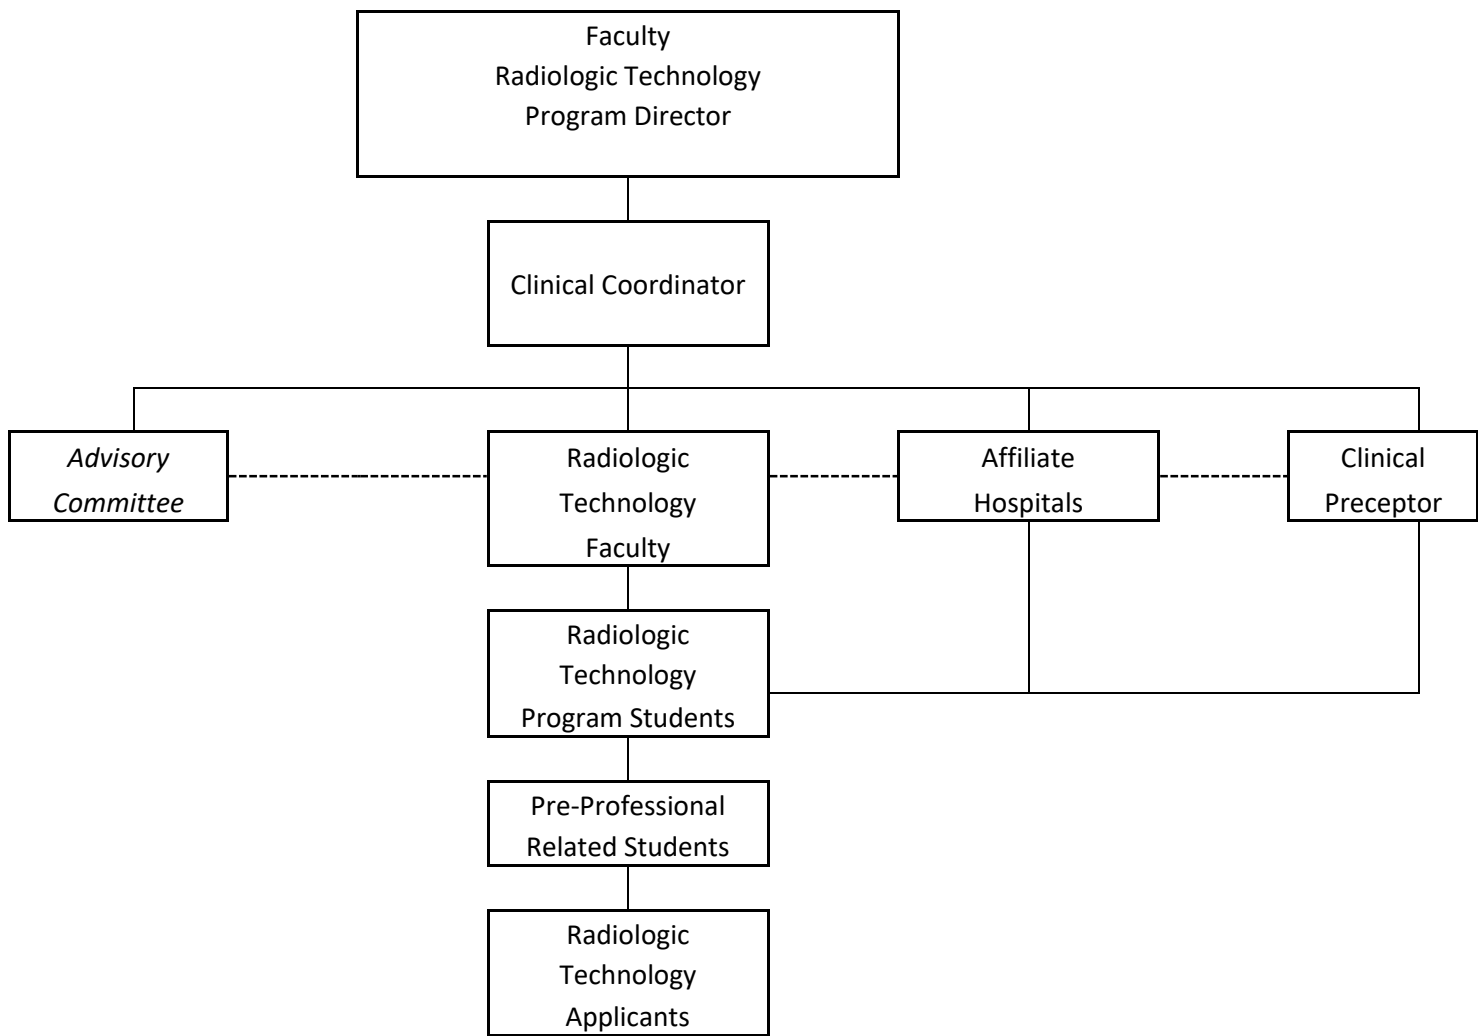 Faculty
Radiologic Technology
Program Director
Clinical Coordinator
Advisory
Committee
Radiologic
Technology
Faculty
Affiliate
Hospitals
Clinical
Preceptor
Radiologic
Technology
Program Students
Pre-Professional
Related Students
Radiologic
Technology
Applicants